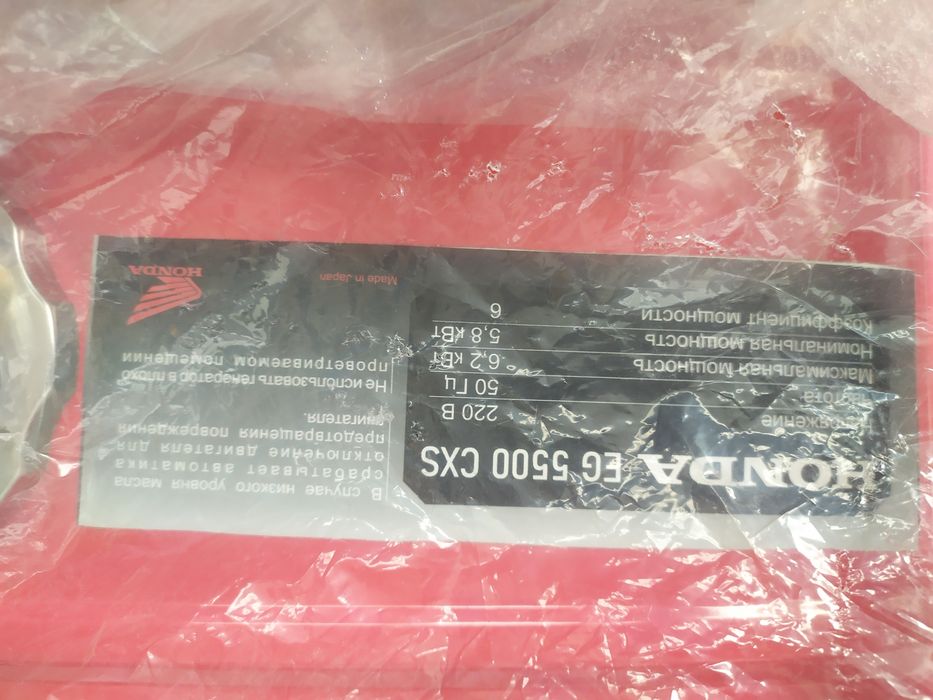 HONDA EG 5500 CXS
Напряжение 220 В
Частота 50 Гц
Максимальная мощность 6,2 кВт
Номинальная мощность 5,8 кВт
Коэффициент мощности 6
Made in Japan
В случае низкого уровня масла
срабатывает автоматика
отключение двигателя для
предотвращения повреждения
двигателя.
Не использовать генератор в плохо
проветриваемом помещении
HONDA